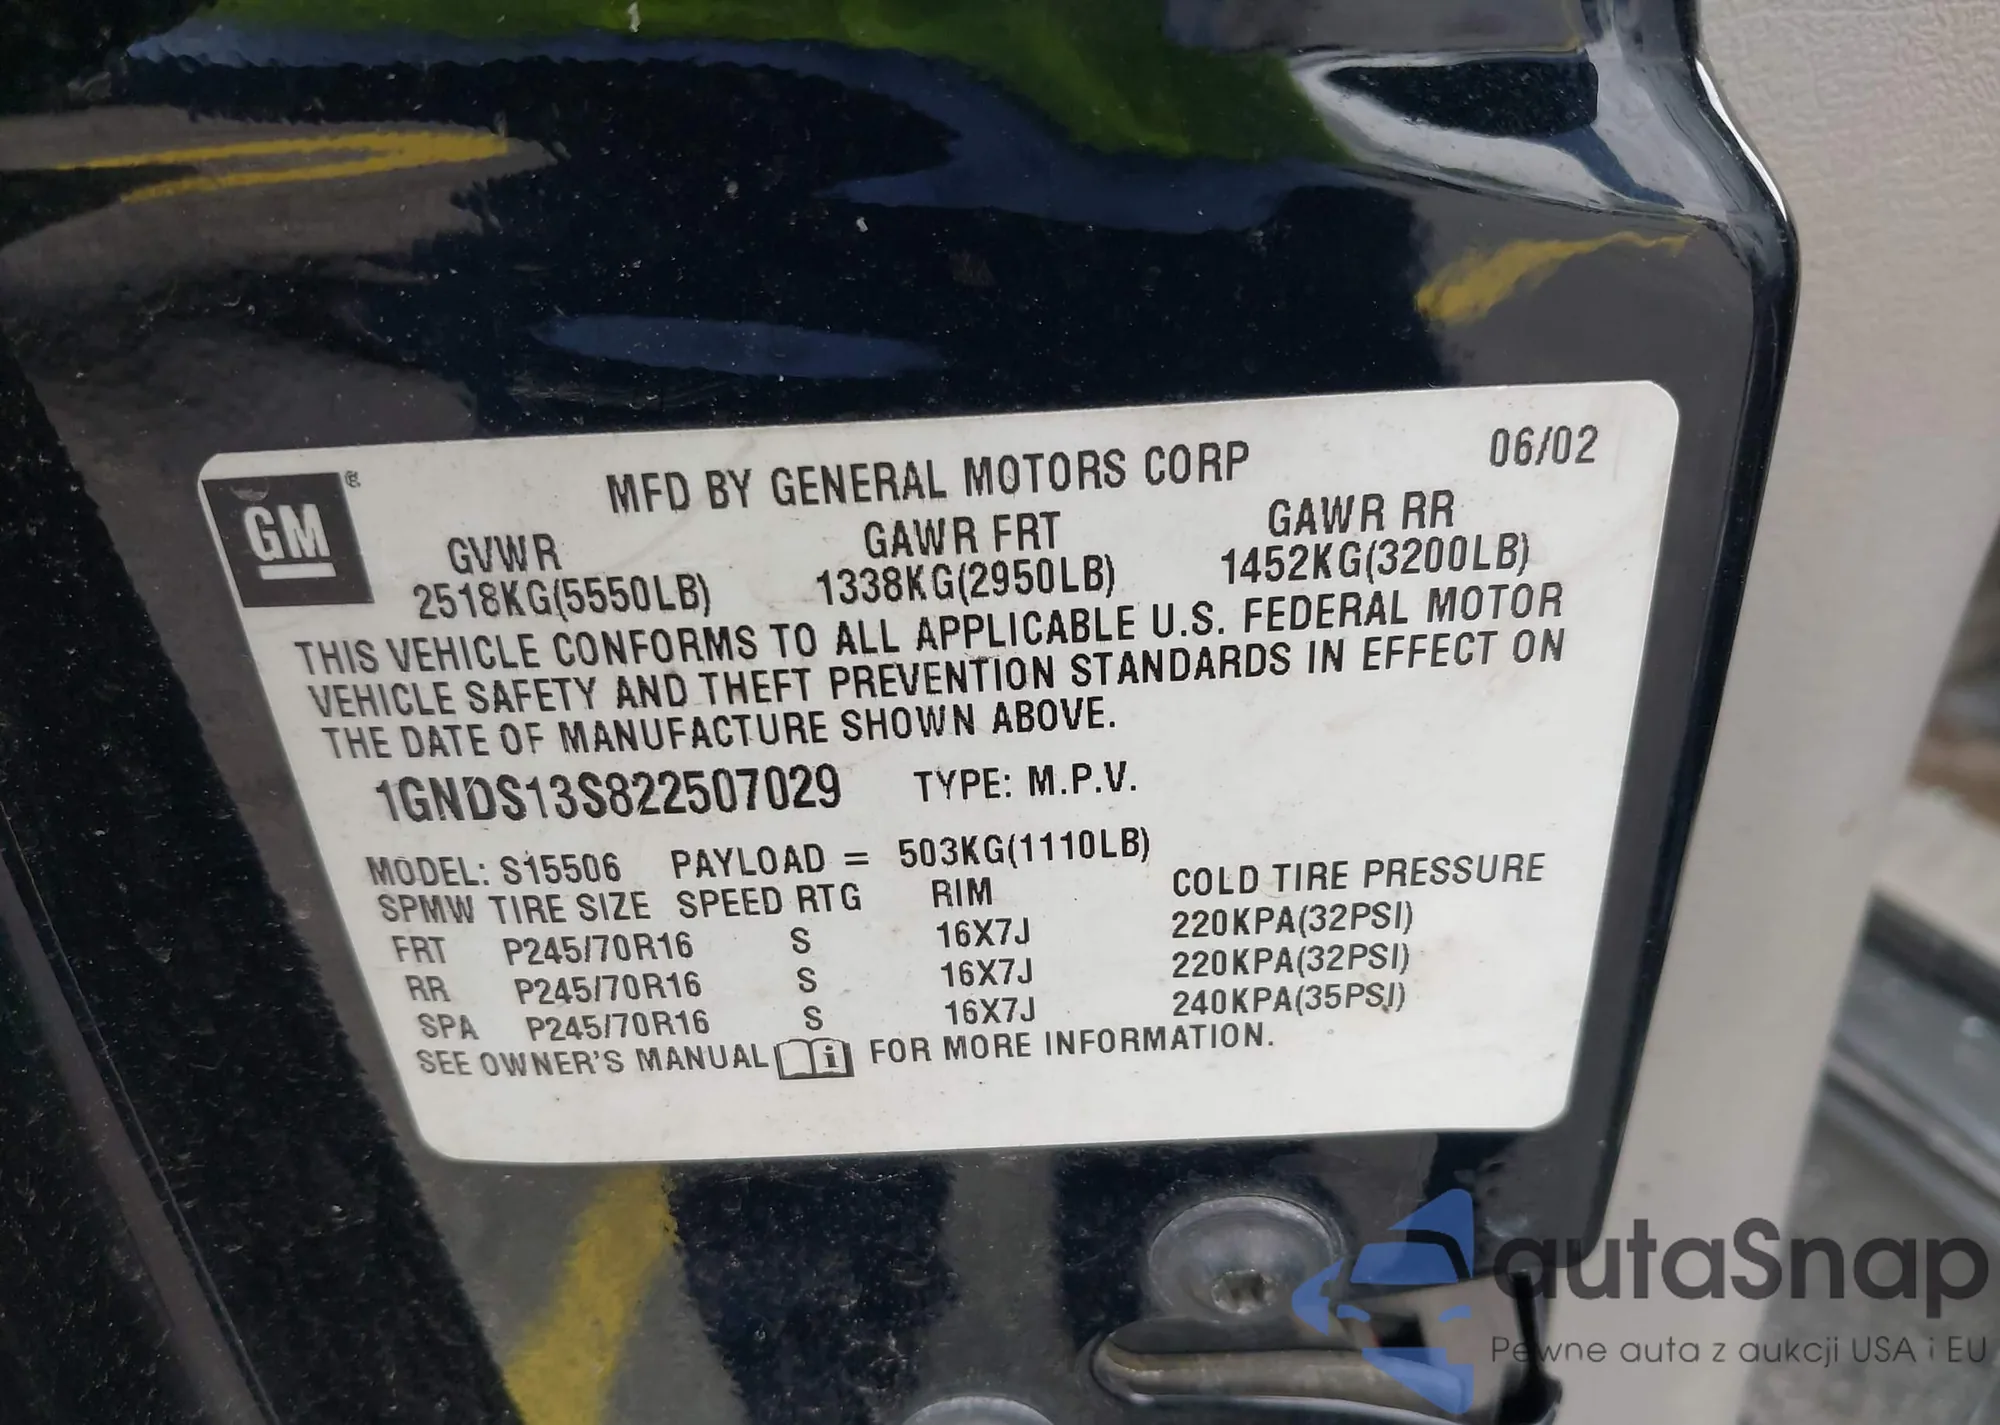 GM ®
MFD BY GENERAL MOTORS CORP 06/02
GVWR GAWR FRT GAWR RR
2518KG(5550LB) 1338KG(2950LB) 1452KG(3200LB)
THIS VEHICLE CONFORMS TO ALL APPLICABLE U.S. FEDERAL MOTOR
VEHICLE SAFETY AND THEFT PREVENTION STANDARDS IN EFFECT ON
THE DATE OF MANUFACTURE SHOWN ABOVE.
1GNDS13S822507029 TYPE: M.P.V.
MODEL: S15506 PAYLOAD = 503KG(1110LB)
SPMW TIRE SIZE SPEED RTG RIM COLD TIRE PRESSURE
FRT P245/70R16 S 16X7J 220KPA(32PSI)
RR P245/70R16 S 16X7J 220KPA(32PSI)
SPA P245/70R16 S 16X7J 240KPA(35PSI)
SEE OWNER'S MANUAL i FOR MORE INFORMATION.
autaSnap
Pewne auta z aukcji USA i EU